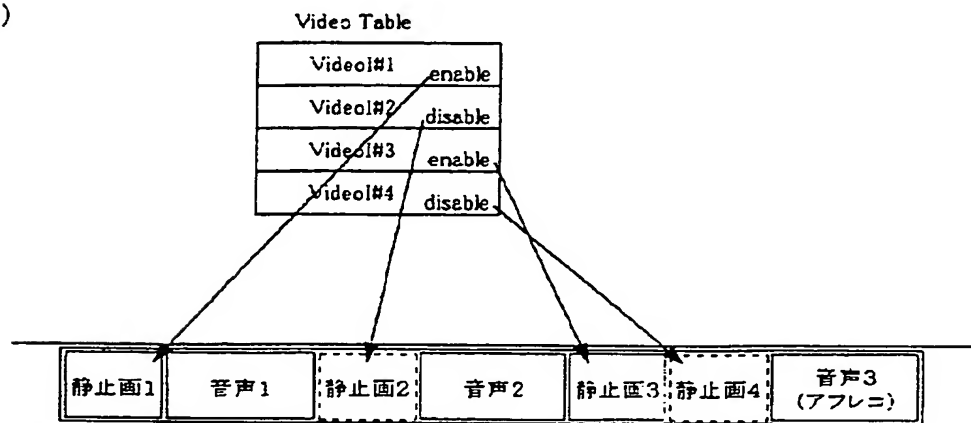 )
Video Table
VideoI#1 enable
VideoI#2 disable
VideoI#3 enable
VideoI#4 disable
静止画1 音声1 静止画2 音声2 静止画3 静止画4 音声3
(アフレコ)